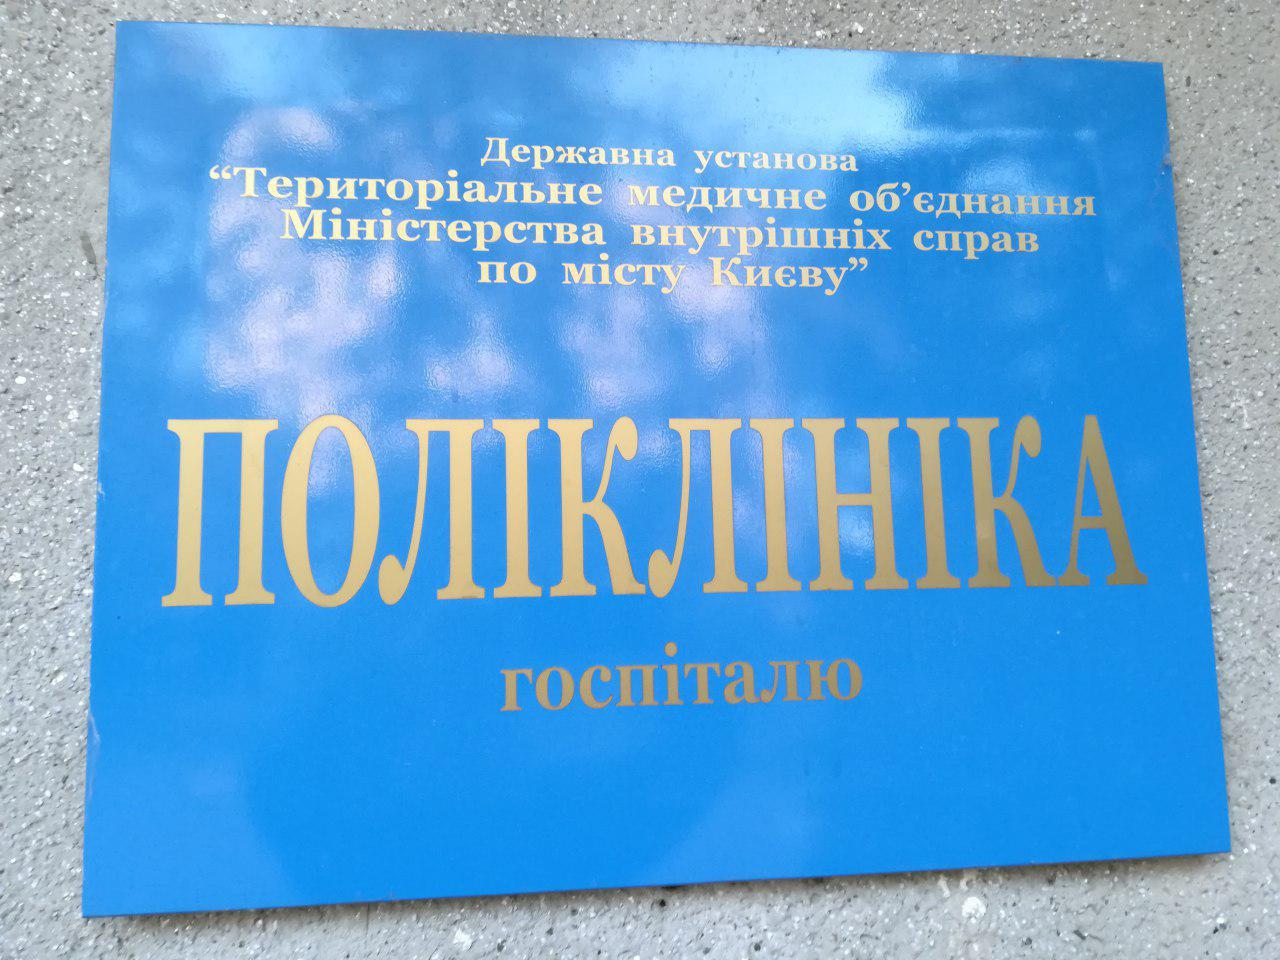 Державна установа
“Територіальне медичне об’єднання
Міністерства внутрішніх справ
по місту Києву”
ПОЛІКЛІНІКА
госпіталю